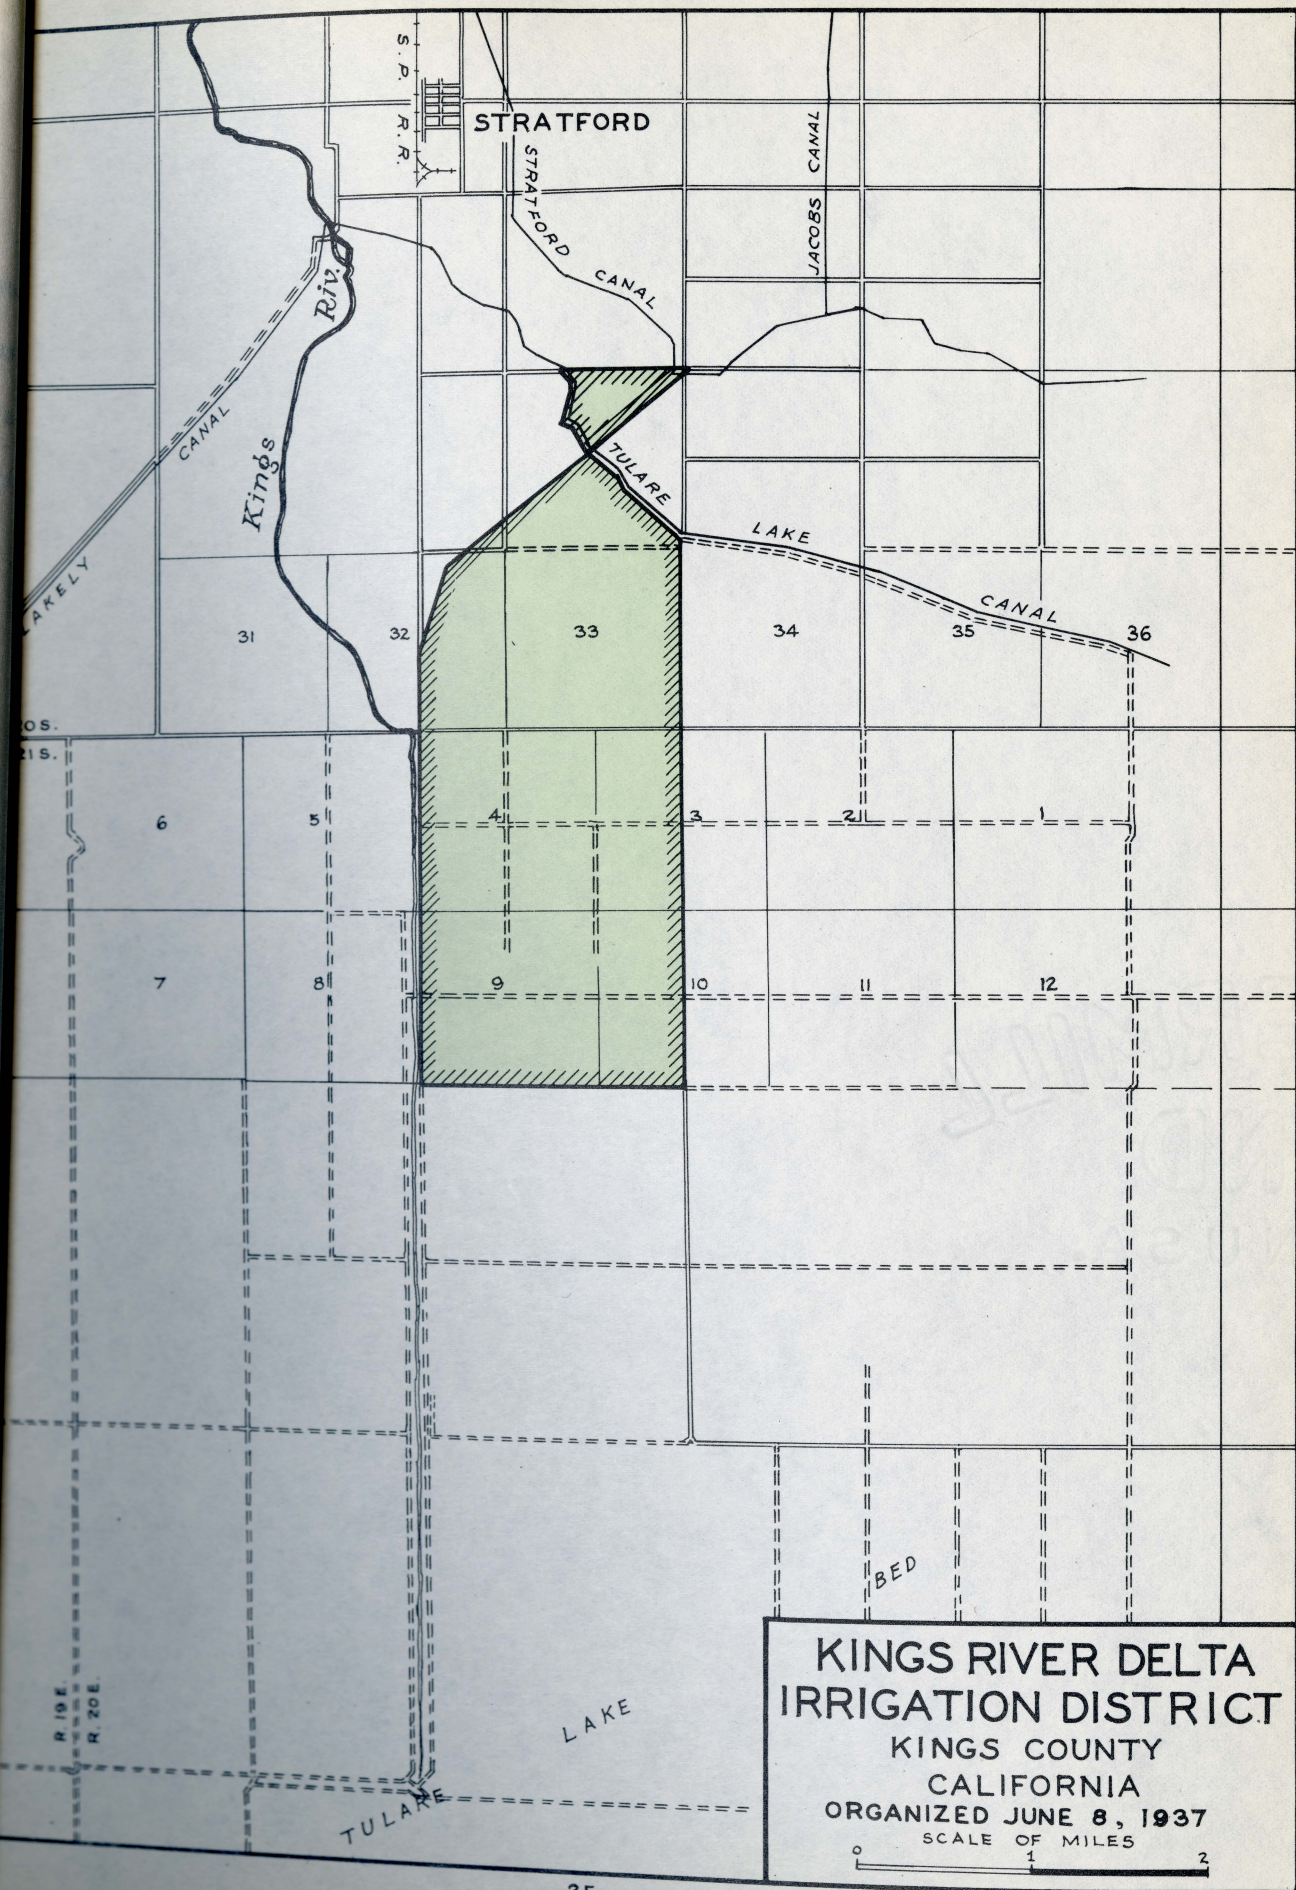 S. P. R. R.
STRATFORD
STRATFORD CANAL
JACOBS CANAL
Kings Riv.
LAKELY CANAL
TULARE LAKE CANAL
31
32
33
34
35
36
20S.
21S.
6
5
4
3
2
1
7
8
9
10
11
12
BED
LAKE
TULARE
R. 19 E.
R. 20 E.
KINGS RIVER DELTA
IRRIGATION DISTRICT
KINGS COUNTY
CALIFORNIA
ORGANIZED JUNE 8, 1937
SCALE OF MILES
0 1 2